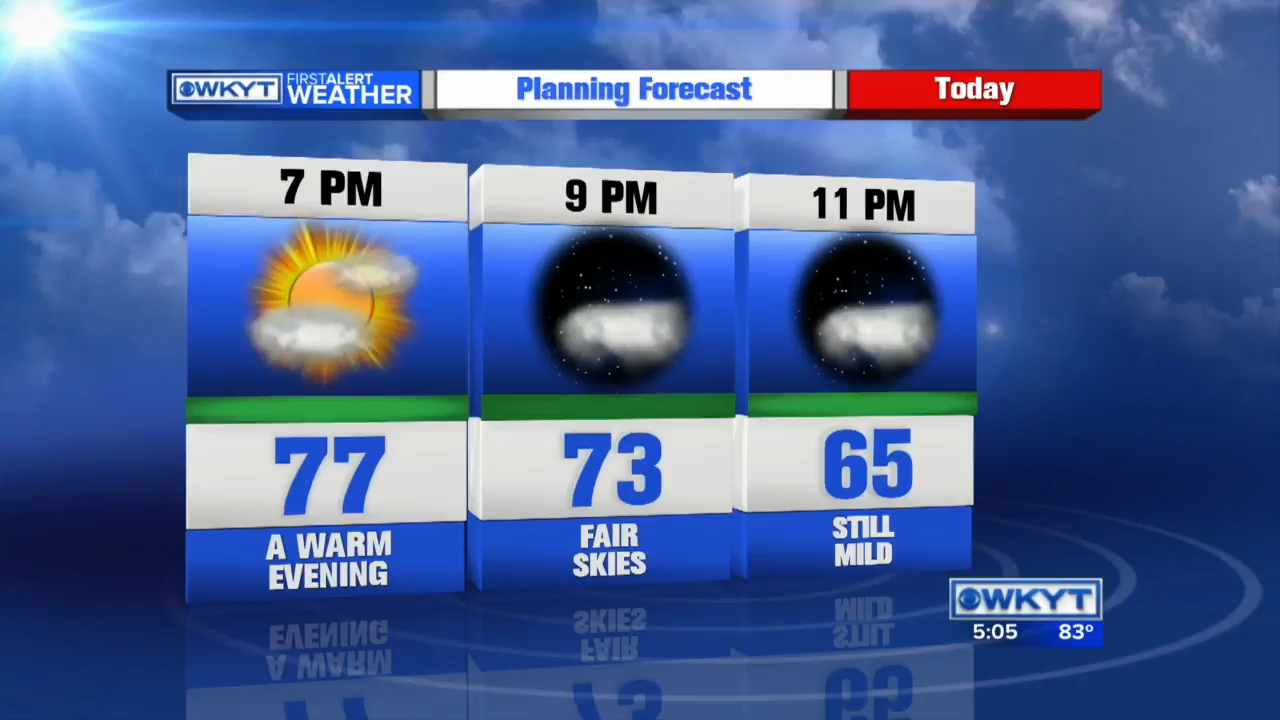 WKYT FIRST ALERT WEATHER
Planning Forecast
Today
7 PM
9 PM
11 PM
77
73
65
A WARM
EVENING
FAIR
SKIES
STILL
MILD
WKYT
5:05 83°